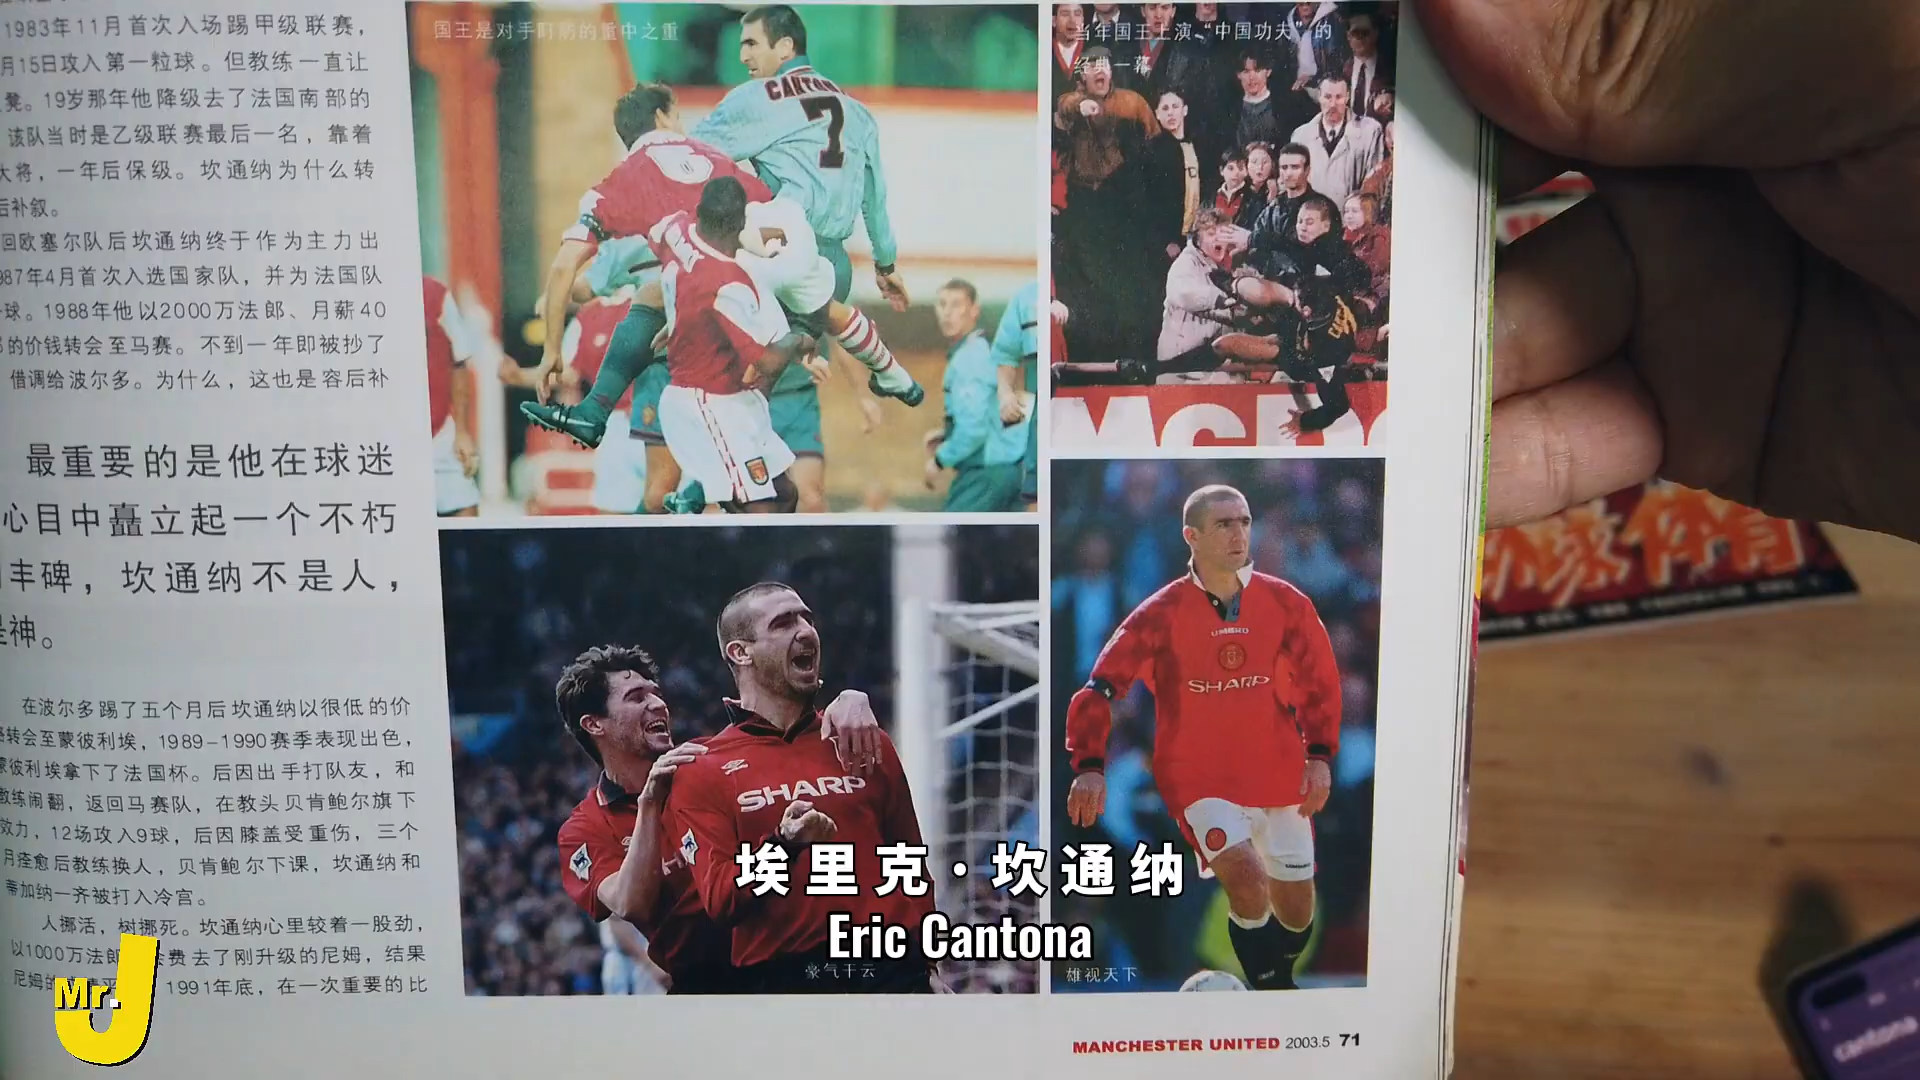 1983年11月首次入场踢甲级联赛，
月15日攻入第一粒球。但教练一直让
凳。19岁那年他降级去了法国南部的
该队当时是乙级联赛最后一名，靠着
大将，一年后保级。坎通纳为什么转
后补叙。
回欧塞尔队后坎通纳终于作为主力出
987年4月首次入选国家队，并为法国队
球。1988年他以2000万法郎、月薪40
的价钱转会至马赛。不到一年即被抄了
借调给波尔多。为什么，这也是容后补
最重要的是他在球迷
心目中矗立起一个不朽
丰碑，坎通纳不是人，
是神。
在波尔多踢了五个月后坎通纳以很低的价
转会至蒙彼利埃，1989-1990赛季表现出色，
蒙彼利埃拿下了法国杯。后因出手打队友，和
教练闹翻，返回马赛队，在教头贝肯鲍尔旗下
效力，12场攻入9球，后因膝盖受重伤，三个
月痊愈后教练换人，贝肯鲍尔下课，坎通纳和
蒂加纳一齐被打入冷宫。
人挪活，树挪死。坎通纳心里较着一股劲，
以1000万法郎 费去了刚升级的尼姆，结果
尼姆的 1991年底，在一次重要的比
国王是对手盯防的重中之重
CANTONA
7
当年国王上演“中国功夫”的
经典一幕
McDO
SHARP
豪气干云
UMBRO
SHARP
雄视天下
MANCHESTER UNITED 2003.5 71
环球体育
cantona
埃里克·坎通纳
Eric Cantona
Mr.J